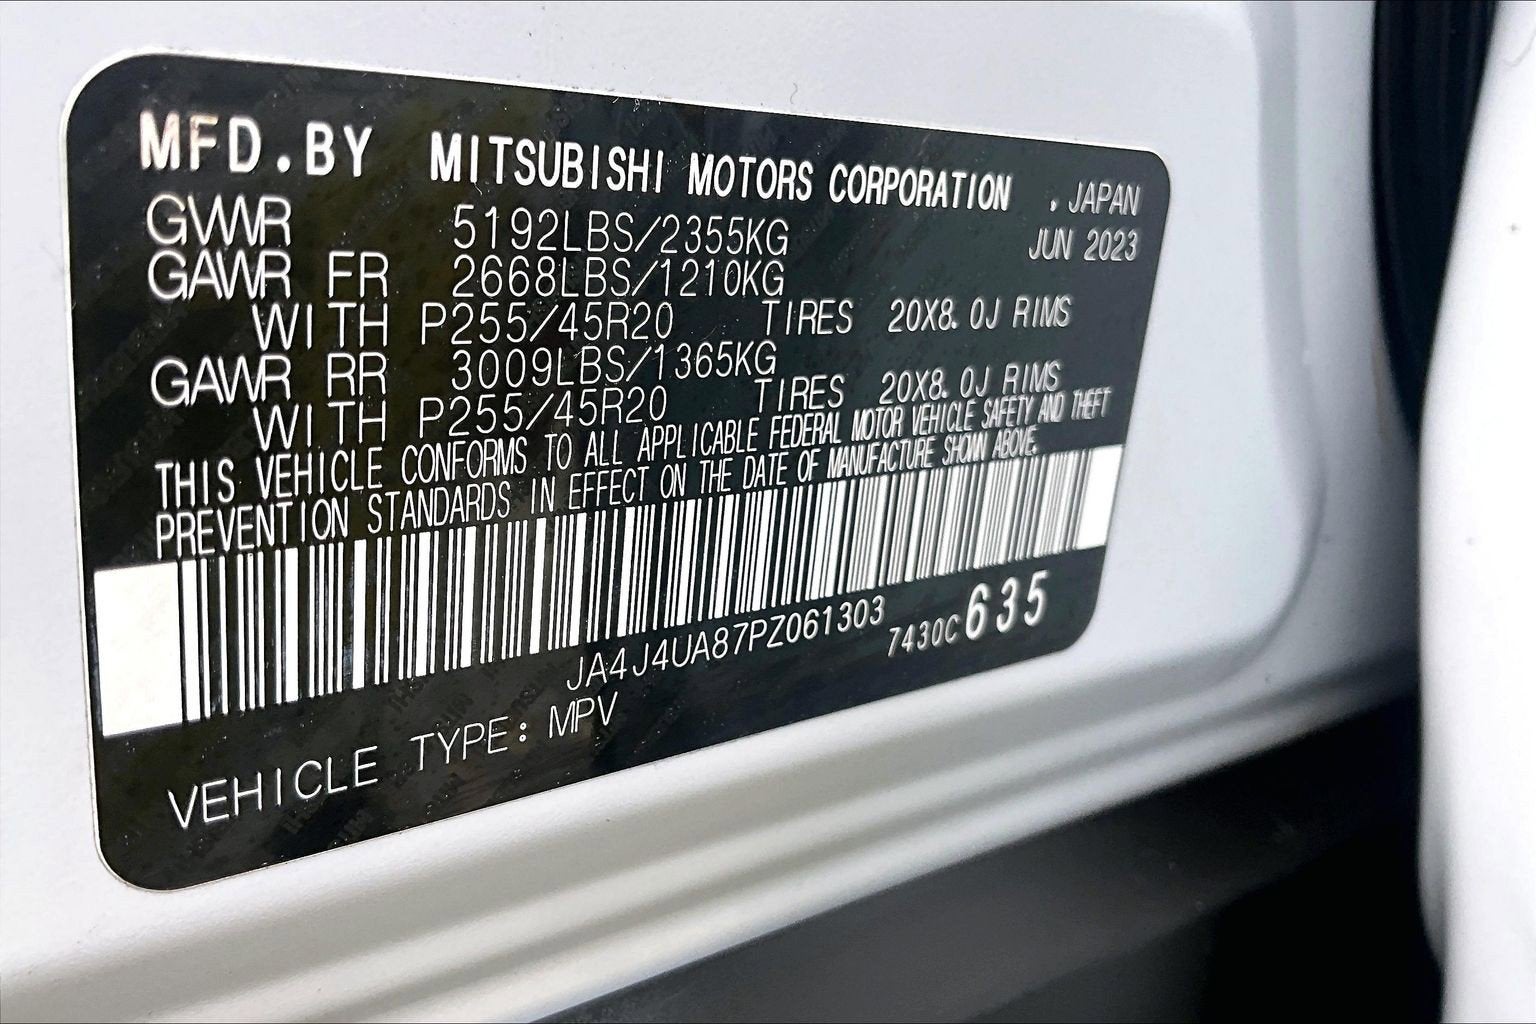 MFD.BY MITSUBISHI MOTORS CORPORATION , JAPAN
GVWR 5192LBS/2355KG JUN 2023
GAWR FR 2668LBS/1210KG
WITH P255/45R20 TIRES 20X8.0J RIMS
GAWR RR 3009LBS/1365KG
WITH P255/45R20 TIRES 20X8.0J RIMS
THIS VEHICLE CONFORMS TO ALL APPLICABLE FEDERAL MOTOR VEHICLE SAFETY AND THEFT
PREVENTION STANDARDS IN EFFECT ON THE DATE OF MANUFACTURE SHOWN ABOVE.
JA4J4UA87PZ061303 7430C635
VEHICLE TYPE: MPV